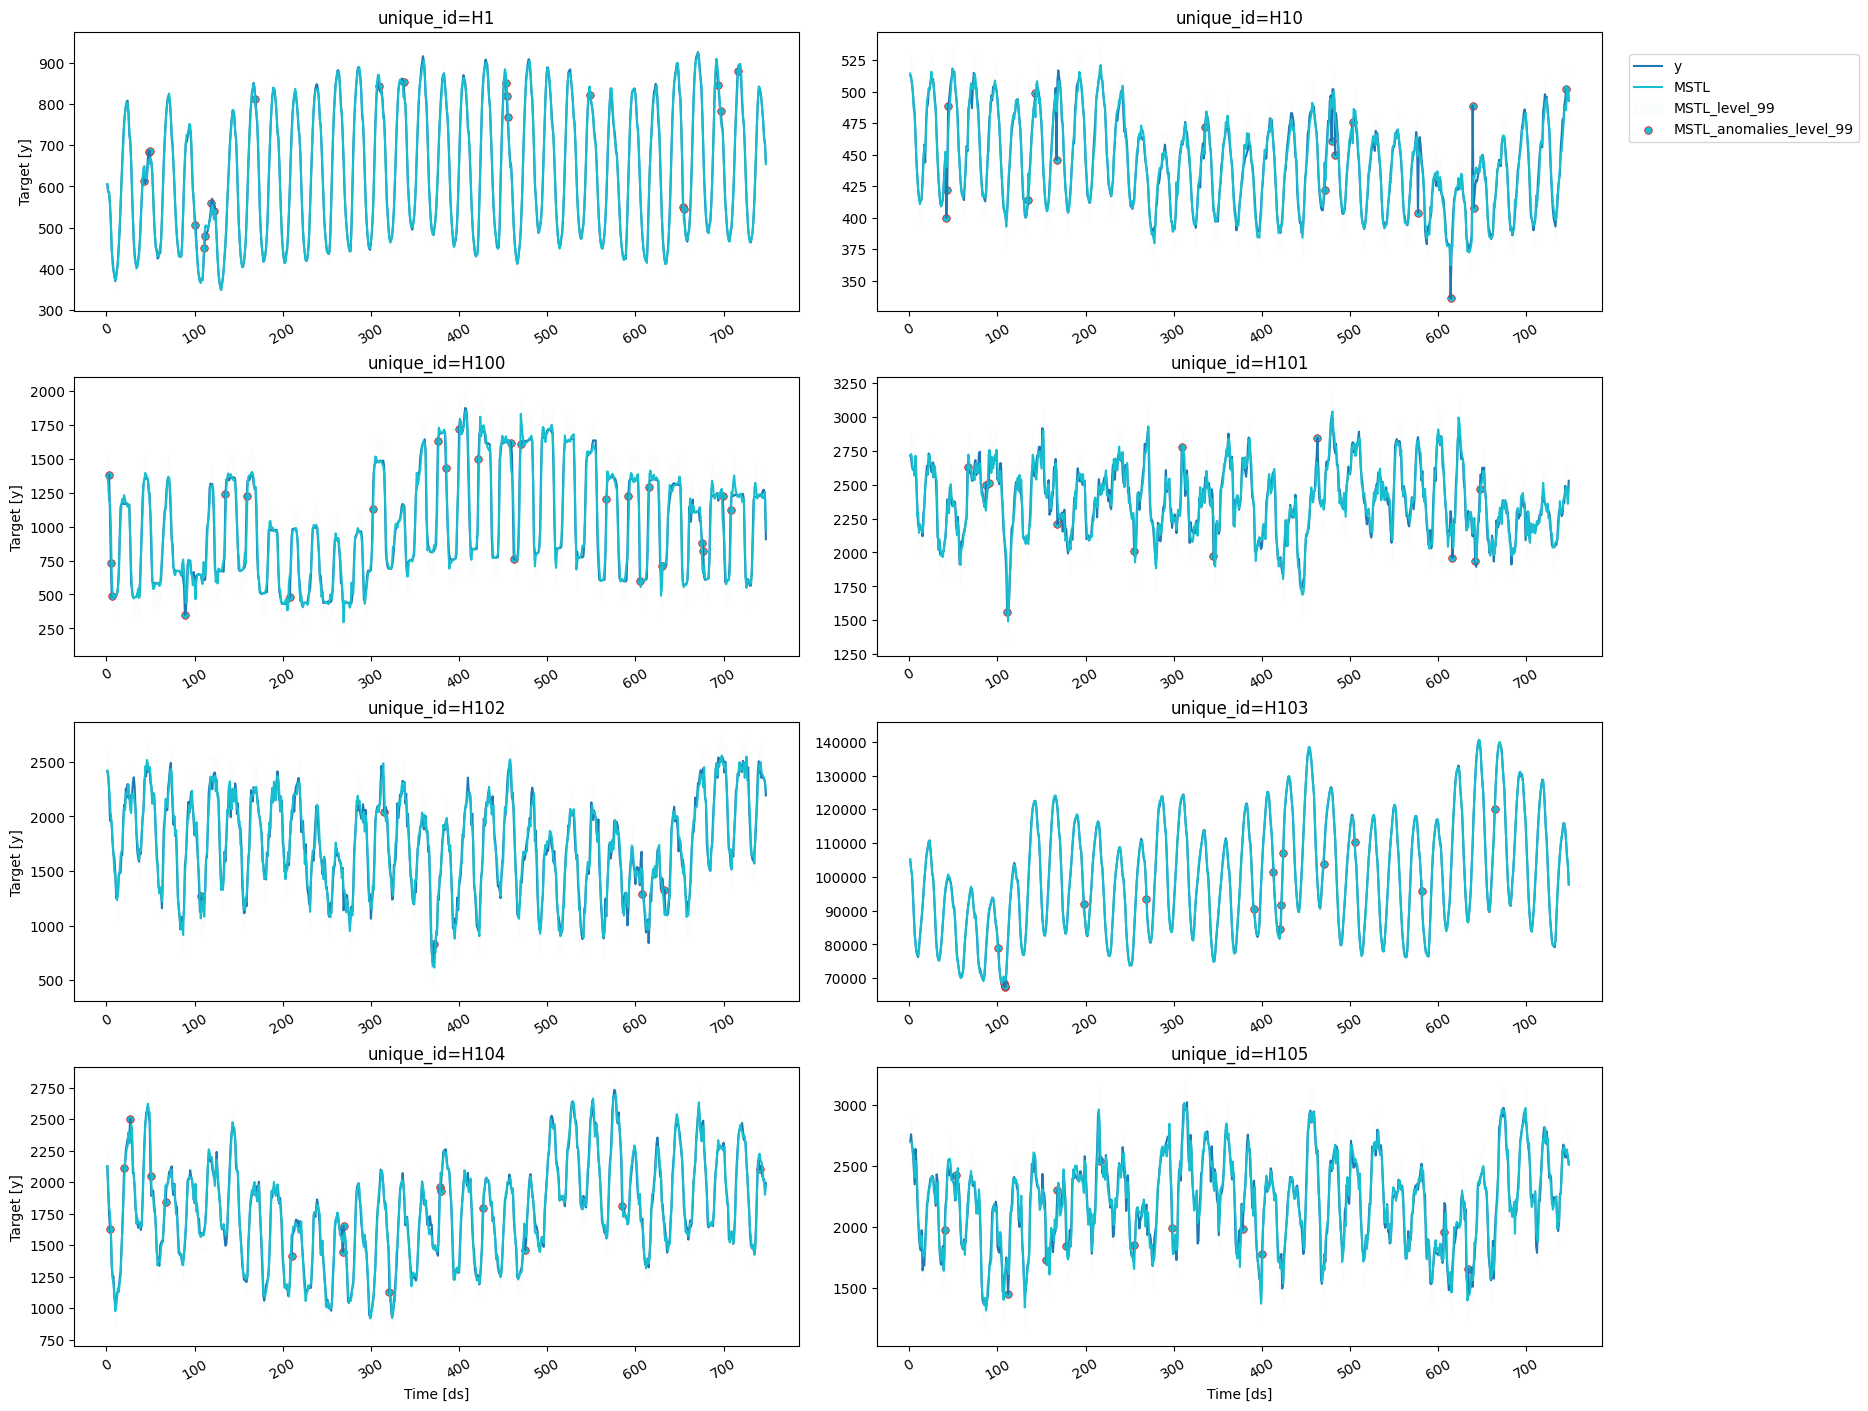 unique_id=H1
Target [y]
900
800
700
600
500
400
300
0 100 200 300 400 500 600 700
unique_id=H10
525
500
475
450
425
400
375
350
0 100 200 300 400 500 600 700
y
MSTL
MSTL_level_99
MSTL_anomalies_level_99
unique_id=H100
Target [y]
2000
1750
1500
1250
1000
750
500
250
0 100 200 300 400 500 600 700
unique_id=H101
3250
3000
2750
2500
2250
2000
1750
1500
1250
0 100 200 300 400 500 600 700
unique_id=H102
Target [y]
2500
2000
1500
1000
500
0 100 200 300 400 500 600 700
unique_id=H103
140000
130000
120000
110000
100000
90000
80000
70000
0 100 200 300 400 500 600 700
unique_id=H104
Target [y]
2750
2500
2250
2000
1750
1500
1250
1000
750
0 100 200 300 400 500 600 700
Time [ds]
unique_id=H105
3000
2500
2000
1500
0 100 200 300 400 500 600 700
Time [ds]